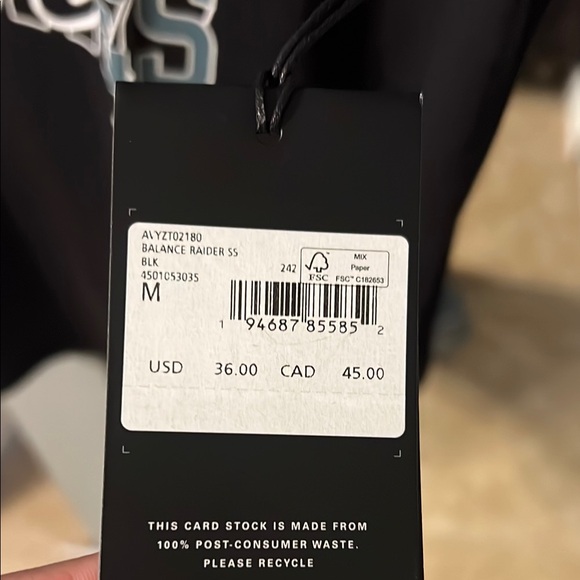 AVYZT02180
BALANCE RAIDER SS
BLK
4501053035
M
242
FSC
MIX
Paper
FSC™ C182653
1 94687 85585 2
USD 36.00 CAD 45.00
THIS CARD STOCK IS MADE FROM
100% POST-CONSUMER WASTE.
PLEASE RECYCLE